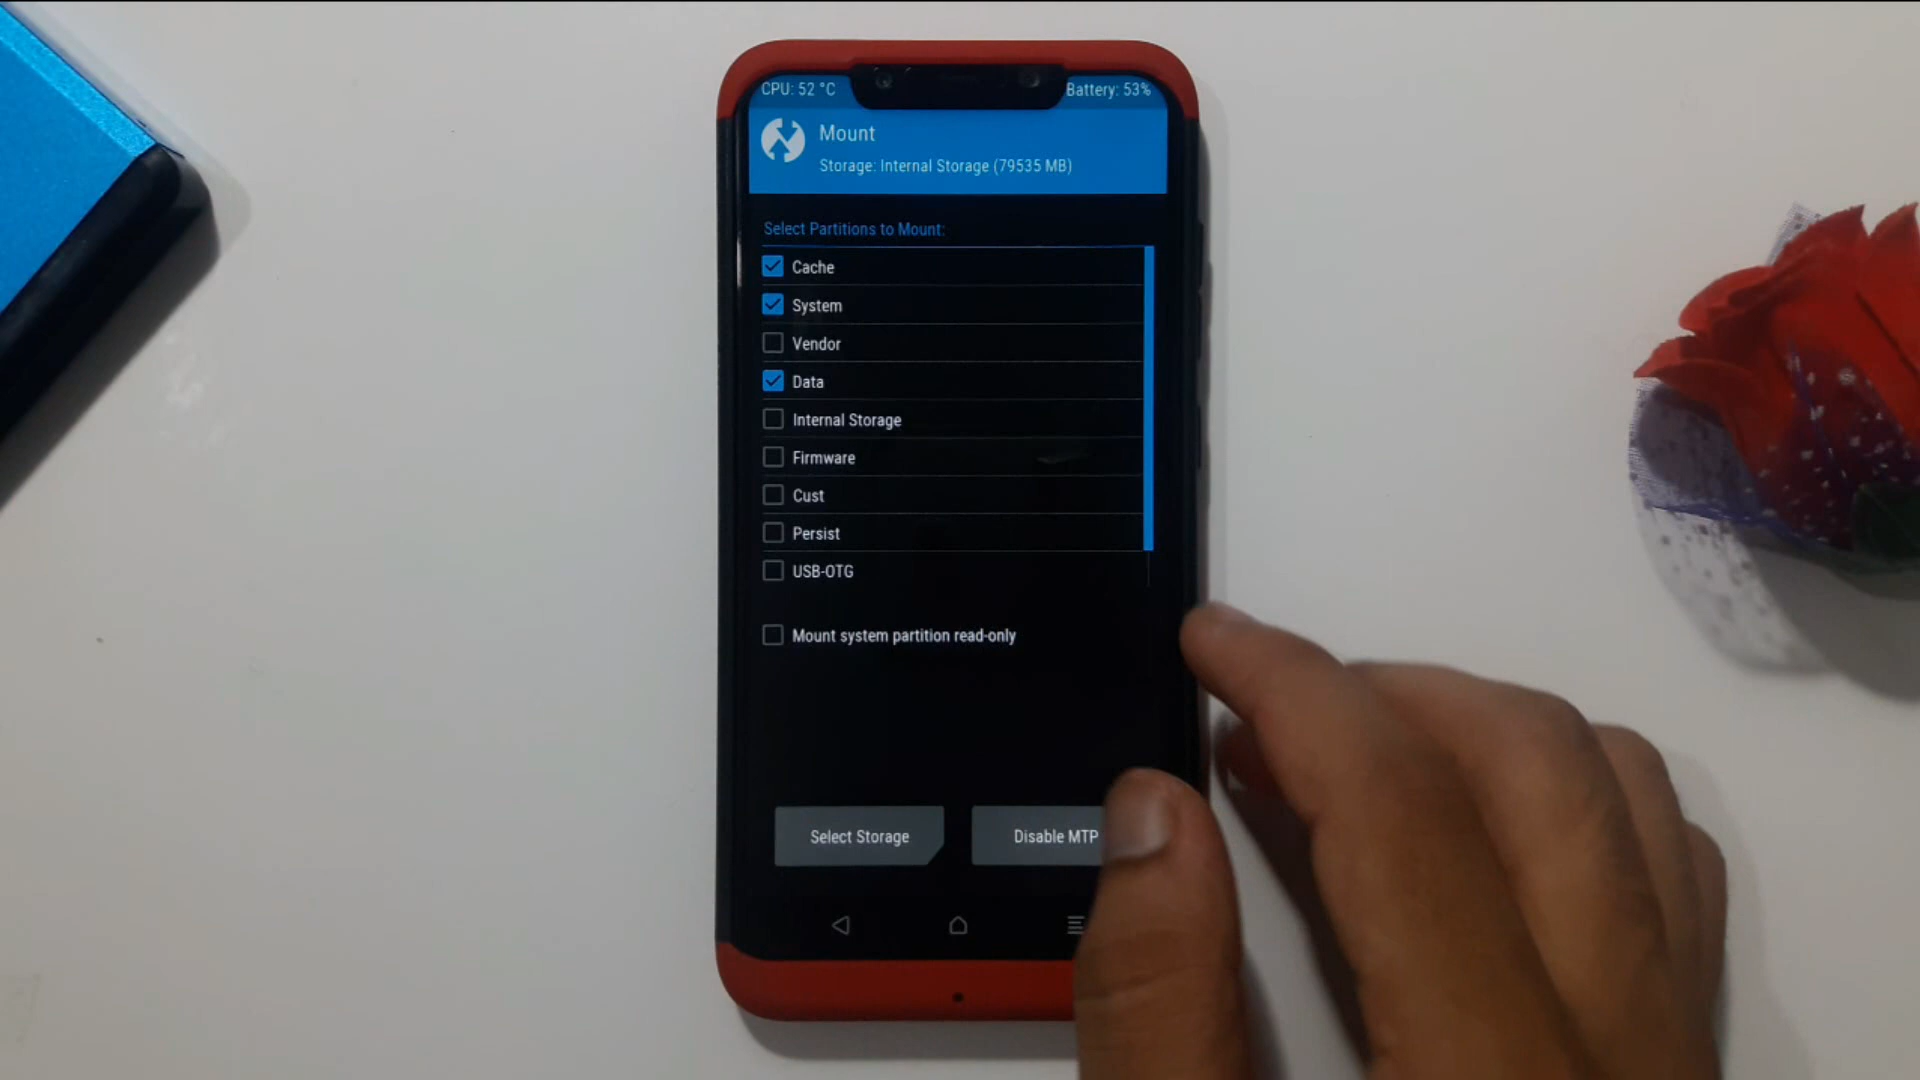 CPU: 52 °C
Battery: 53%
Mount
Storage: Internal Storage (79535 MB)
Select Partitions to Mount:
Cache
System
Vendor
Data
Internal Storage
Firmware
Cust
Persist
USB-OTG
Mount system partition read-only
Select Storage
Disable MTP